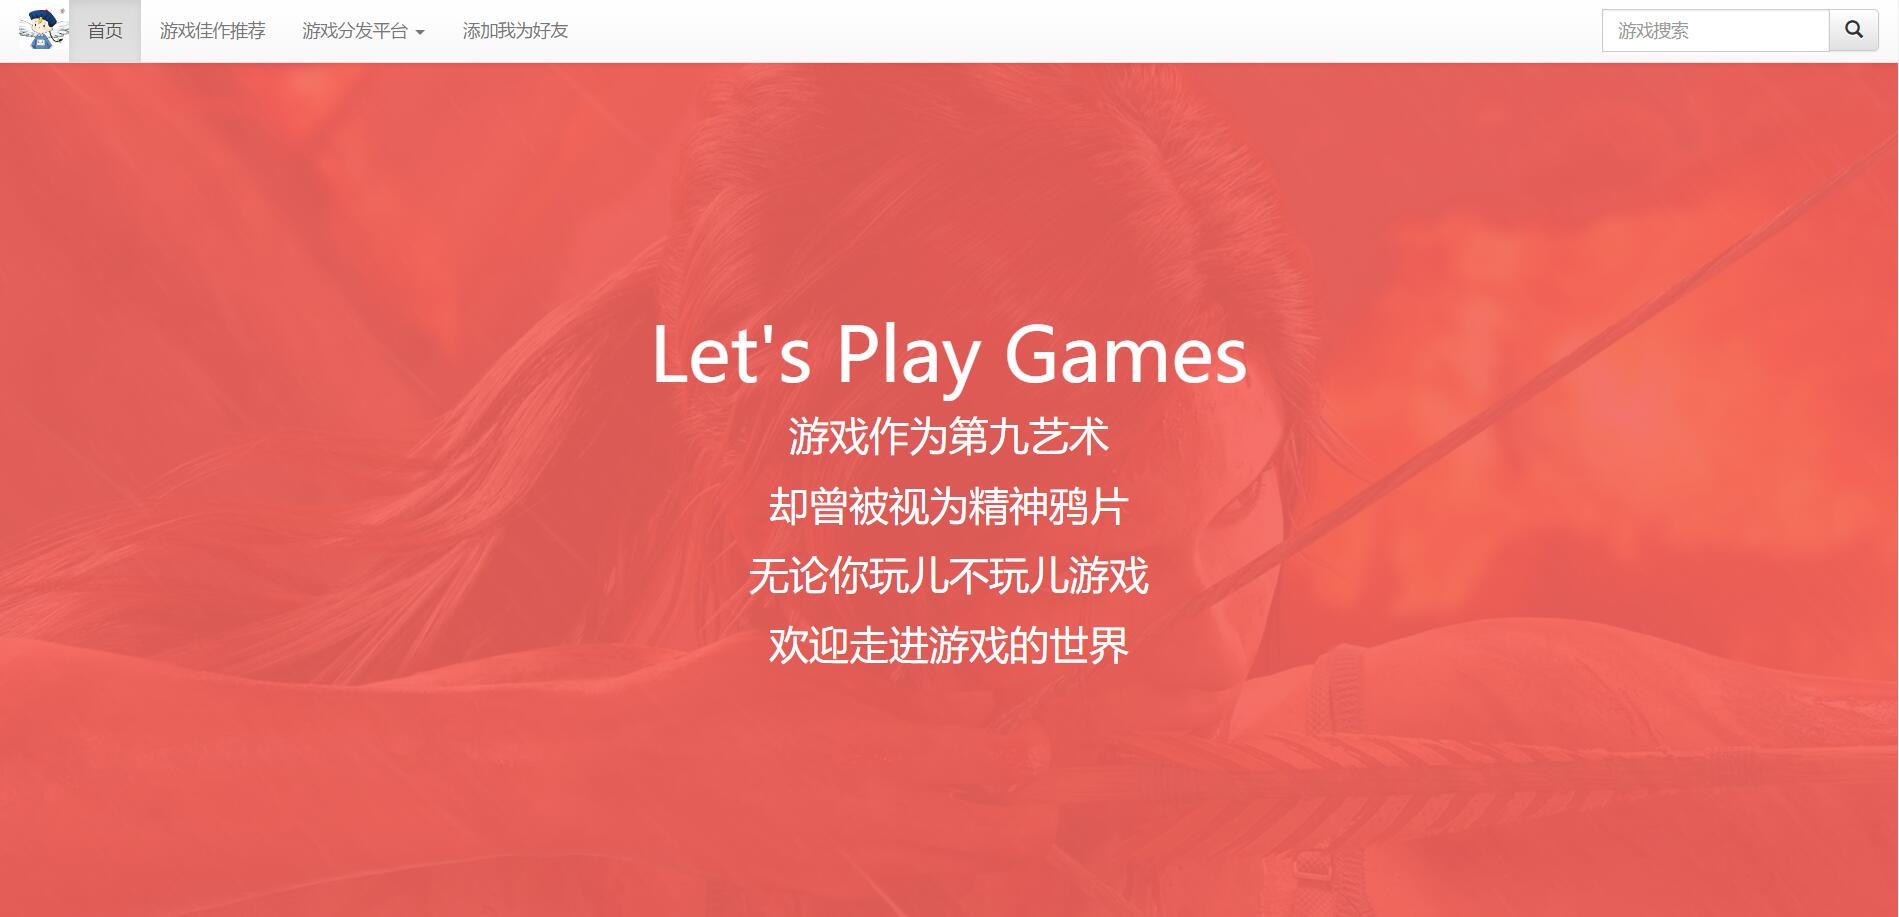 首页 游戏佳作推荐 游戏分发平台 添加我为好友 游戏搜索
Let's Play Games
游戏作为第九艺术
却曾被视为精神鸦片
无论你玩儿不玩儿游戏
欢迎走进游戏的世界